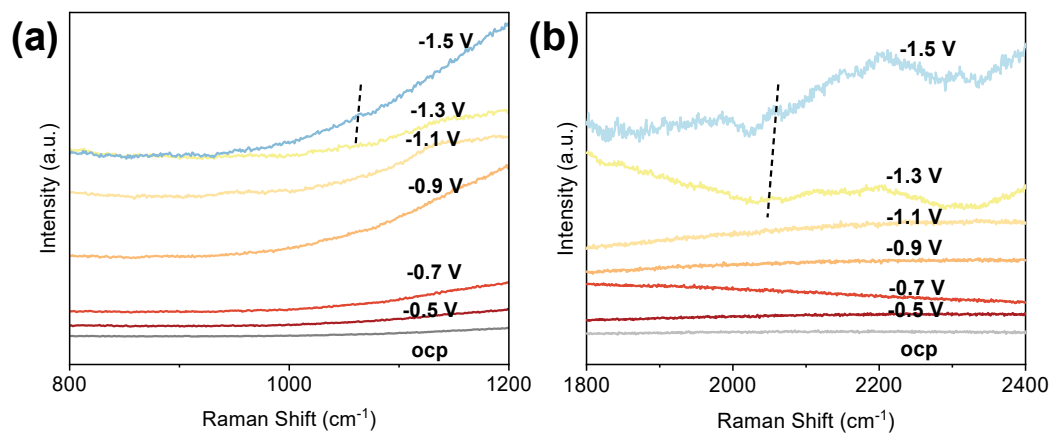 (a)
-1.5 V
-1.3 V
-1.1 V
-0.9 V
-0.7 V
-0.5 V
ocp
Intensity (a.u.)
800
1000
1200
Raman Shift (cm⁻¹)
(b)
-1.5 V
-1.3 V
-1.1 V
-0.9 V
-0.7 V
-0.5 V
ocp
Intensity (a.u.)
1800
2000
2200
2400
Raman Shift (cm⁻¹)